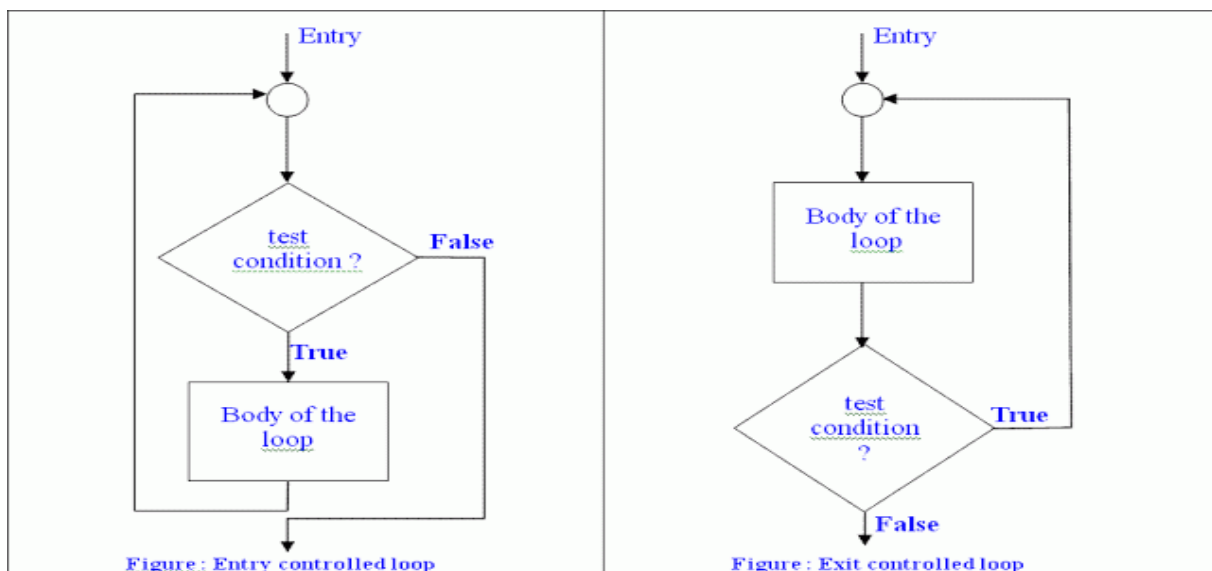 Entry
test
condition ?
False
True
Body of the
loop
Figure : Entry controlled loop
Entry
Body of the
loop
test
condition
?
True
False
Figure : Exit controlled loop